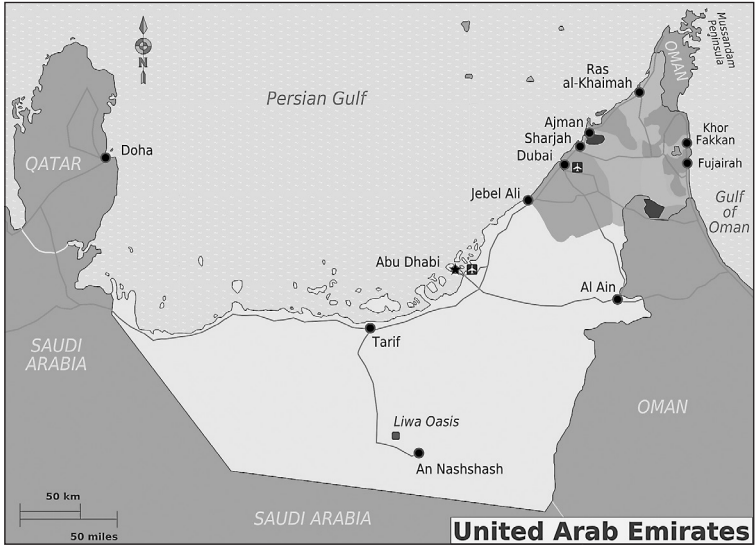 Mussandam
Peninsula
OMAN
N
Ras
al-Khaimah
Persian Gulf
Ajman
Khor
Fakkan
Sharjah
Doha
Dubai
QATAR
Fujairah
Jebel Ali
Gulf
of
Oman
Abu Dhabi
Al Ain
Tarif
SAUDI
ARABIA
OMAN
Liwa Oasis
An Nashshash
50 km
50 miles
SAUDI ARABIA
United Arab Emirates